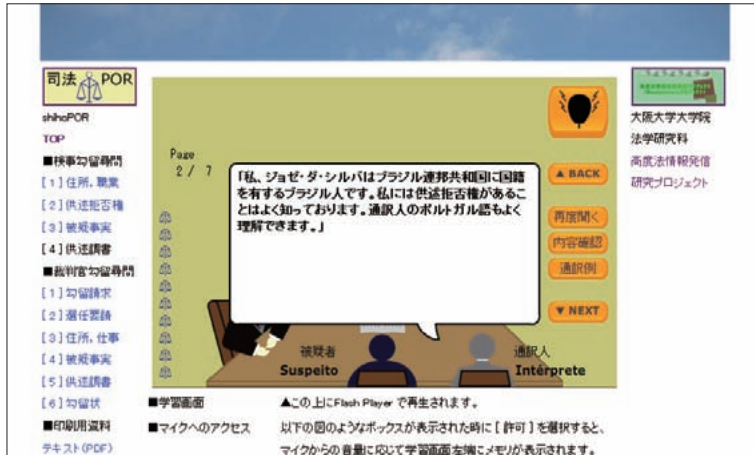 司法 POR
shihoPOR
TOP
■検事勾留尋問
[1]住所、職業
[2]供述拒否権
[3]被疑事実
[4]供述調書
■裁判官勾留尋問
[1]勾留請求
[2]選任要請
[3]住所、仕事
[4]被疑事実
[5]供述調書
[6]勾留状
■印刷用資料
テキスト(PDF)
Page
2 / 7
「私、ジョゼ・ダ・シルバはブラジル連邦共和国に国籍
を有するブラジル人です。私には供述拒否権があるこ
とはよく知っております。通訳人のポルトガル語もよく
理解できます。」
▲ BACK
再度聞く
内容確認
通訳例
▼ NEXT
被疑者
Suspeito
通訳人
Intérprete
■学習画面
▲この上にFlash Player で再生されます。
■マイクへのアクセス
以下の図のようなボックスが表示された時に[許可]を選択すると、
マイクからの音量に応じて学習画面左端にメモリが表示されます。
大阪大学大学院
法学研究科
高度法情報発信
研究プロジェクト